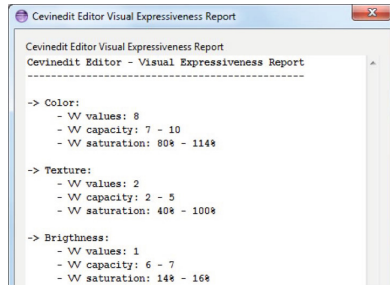 Cevinedit Editor Visual Expressiveness Report
Cevinedit Editor Visual Expressiveness Report
Cevinedit Editor - Visual Expressiveness Report
------------------------------------------------
-> Color:
- VV values: 8
- VV capacity: 7 - 10
- VV saturation: 80% - 114%
-> Texture:
- VV values: 2
- VV capacity: 2 - 5
- VV saturation: 40% - 100%
-> Brigthness:
- VV values: 1
- VV capacity: 6 - 7
- VV saturation: 14% - 16%